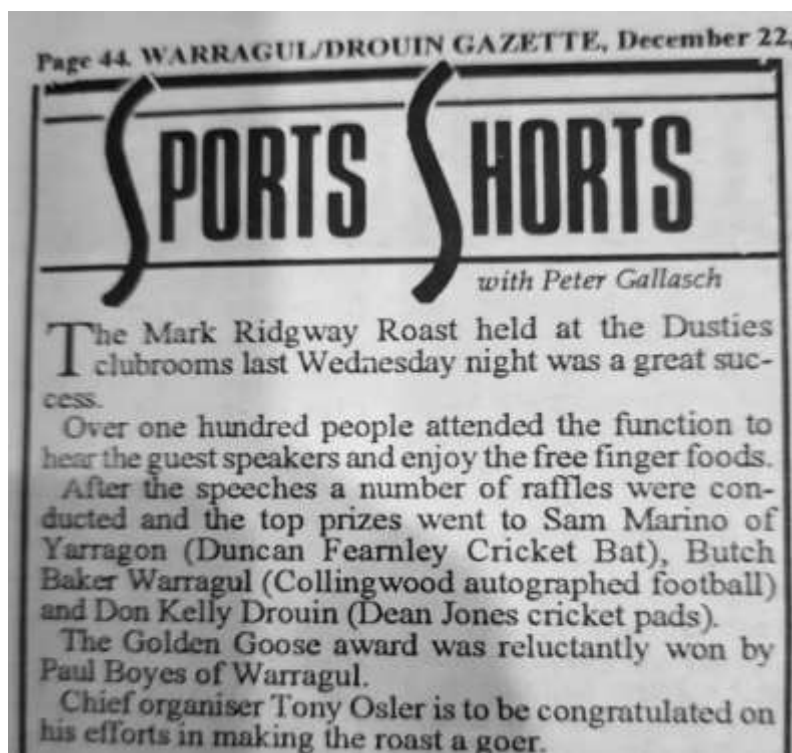 Page 44. WARRAGUL/DROUIN GAZETTE, December 22,
SPORTS SHORTS
with Peter Gallasch
The Mark Ridgway Roast held at the Dusties
clubrooms last Wednesday night was a great suc-
cess.
Over one hundred people attended the function to
hear the guest speakers and enjoy the free finger foods.
After the speeches a number of raffles were con-
ducted and the top prizes went to Sam Marino of
Yarragon (Duncan Fearnley Cricket Bat), Butch
Baker Warragul (Collingwood autographed football)
and Don Kelly Drouin (Dean Jones cricket pads).
The Golden Goose award was reluctantly won by
Paul Boyes of Warragul.
Chief organiser Tony Osler is to be congratulated on
his efforts in making the roast a goer.